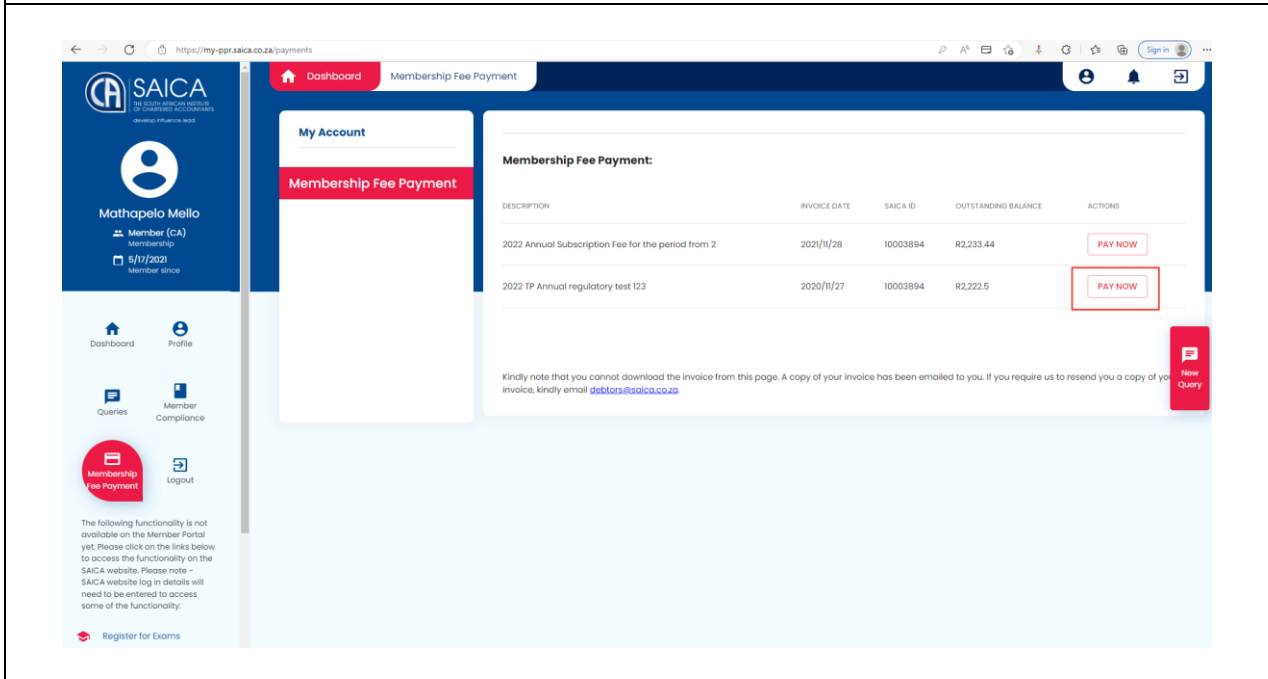 https://my-ppr.saica.co.za/payments
Sign in
CA
SAICA
THE SOUTH AFRICAN INSTITUTE
OF CHARTERED ACCOUNTANTS
develop.influence.lead.
Dashboard
Membership Fee Payment
Mathapelo Mello
Member (CA)
Membership
5/17/2021
Member since
Dashboard
Profile
Queries
Member
Compliance
Membership
Fee Payment
Logout
The following functionality is not
available on the Member Portal
yet. Please click on the links below
to access the functionality on the
SAICA website. Please note -
SAICA website log in details will
need to be entered to access
some of the functionality:
Register for Exams
My Account
Membership Fee Payment
Membership Fee Payment:
DESCRIPTION INVOICE DATE SAICA ID OUTSTANDING BALANCE ACTIONS
2022 Annual Subscription Fee for the period from 2 2021/11/28 10003894 R2,233.44 PAY NOW
2022 TP Annual regulatory test 123 2020/11/27 10003894 R2,222.5 PAY NOW
Kindly note that you cannot download the invoice from this page. A copy of your invoice has been emailed to you. If you require us to resend you a copy of yo
invoice, kindly email debtors@saica.co.za.
New
Query